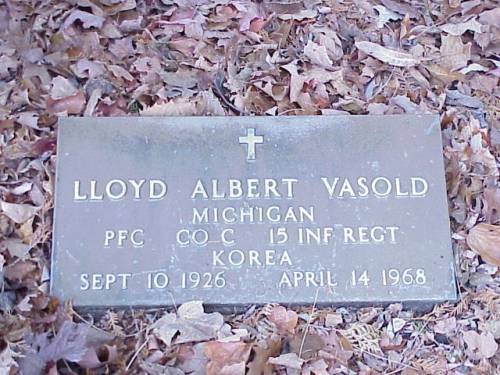 LLOYD ALBERT VASOLD
MICHIGAN
PFC CO C 15 INF REGT
KOREA
SEPT 10 1926 APRIL 14 1968